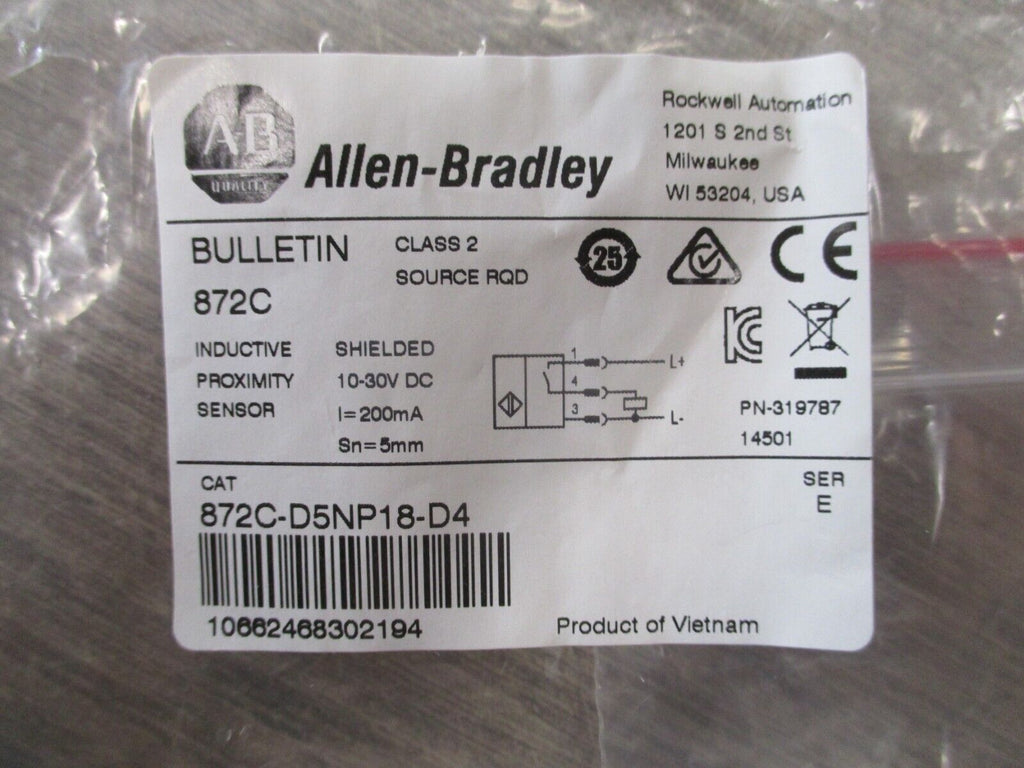 AB
QUALITY
Allen-Bradley
Rockwell Automation
1201 S 2nd St
Milwaukee
WI 53204, USA
BULLETIN
872C
CLASS 2
SOURCE RQD
25
CE
KC
INDUCTIVE
PROXIMITY
SENSOR
SHIELDED
10-30V DC
I=200mA
Sn=5mm
1
L+
4
3
L-
PN-319787
14501
CAT
872C-D5NP18-D4
SER
E
10662468302194
Product of Vietnam